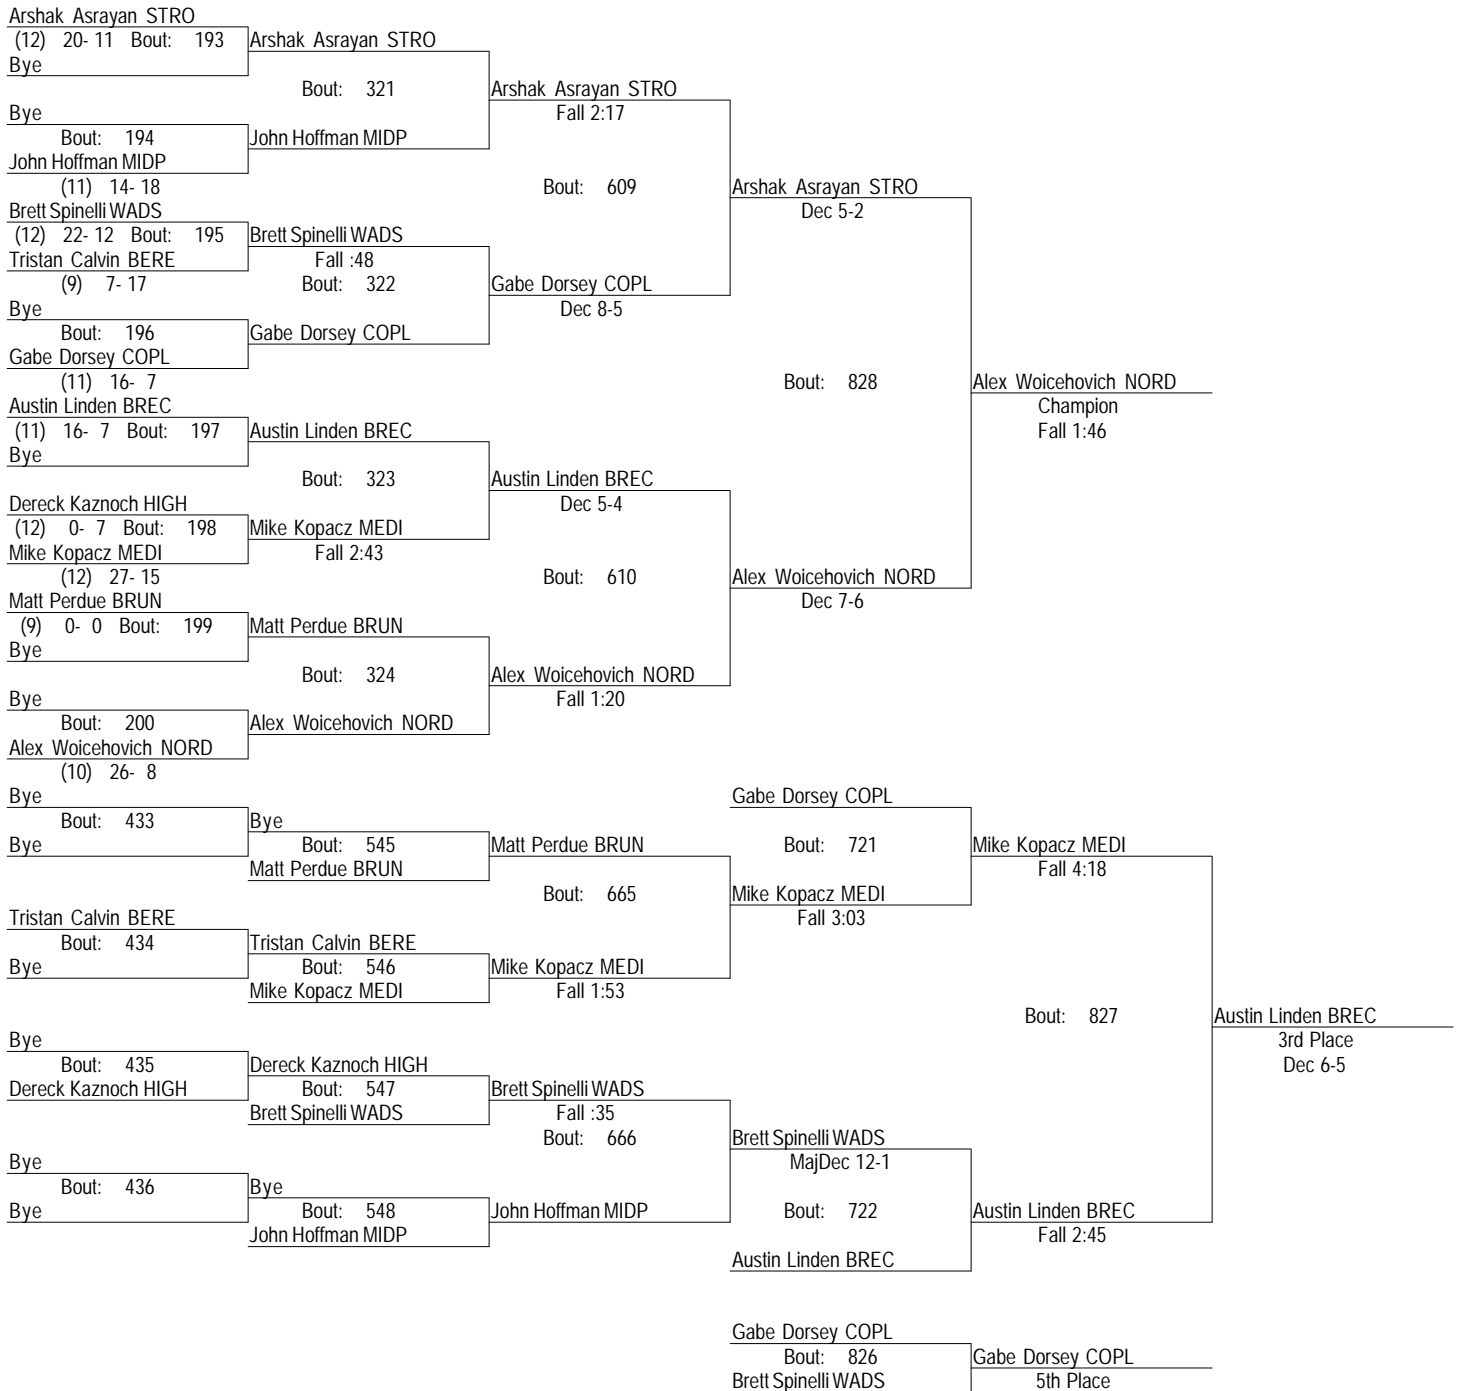 Arshak Asrayan STRO
(12) 20- 11 Bout: 193 Arshak Asrayan STRO
Bye
Bout: 321 Arshak Asrayan STRO
Bye Fall 2:17
Bout: 194 John Hoffman MIDP
John Hoffman MIDP
(11) 14- 18 Bout: 609 Arshak Asrayan STRO
Brett Spinelli WADS Dec 5-2
(12) 22- 12 Bout: 195 Brett Spinelli WADS
Tristan Calvin BERE Fall :48
(9) 7- 17 Bout: 322 Gabe Dorsey COPL
Bye Dec 8-5
Bout: 196 Gabe Dorsey COPL
Gabe Dorsey COPL
(11) 16- 7 Bout: 828 Alex Woicehovich NORD
Austin Linden BREC Champion
(11) 16- 7 Bout: 197 Austin Linden BREC Fall 1:46
Bye
Bout: 323 Austin Linden BREC
Dereck Kaznoch HIGH Dec 5-4
(12) 0- 7 Bout: 198 Mike Kopacz MEDI
Mike Kopacz MEDI Fall 2:43
(12) 27- 15 Bout: 610 Alex Woicehovich NORD
Matt Perdue BRUN Dec 7-6
(9) 0- 0 Bout: 199 Matt Perdue BRUN
Bye
Bout: 324 Alex Woicehovich NORD
Bye Fall 1:20
Bout: 200 Alex Woicehovich NORD
Alex Woicehovich NORD
(10) 26- 8
Bye Gabe Dorsey COPL
Bout: 433 Bye
Bye Bout: 545 Matt Perdue BRUN Bout: 721 Mike Kopacz MEDI
Matt Perdue BRUN Fall 4:18
Bout: 665 Mike Kopacz MEDI
Tristan Calvin BERE Fall 3:03
Bout: 434 Tristan Calvin BERE
Bye Bout: 546 Mike Kopacz MEDI
Mike Kopacz MEDI Fall 1:53
Bout: 827 Austin Linden BREC
Bye 3rd Place
Bout: 435 Dereck Kaznoch HIGH Dec 6-5
Dereck Kaznoch HIGH Bout: 547 Brett Spinelli WADS
Brett Spinelli WADS Fall :35
Bout: 666 Brett Spinelli WADS
Bye MajDec 12-1
Bout: 436 Bye
Bye Bout: 548 John Hoffman MIDP Bout: 722 Austin Linden BREC
John Hoffman MIDP Fall 2:45
Austin Linden BREC
Gabe Dorsey COPL
Bout: 826 Gabe Dorsey COPL
Brett Spinelli WADS 5th Place